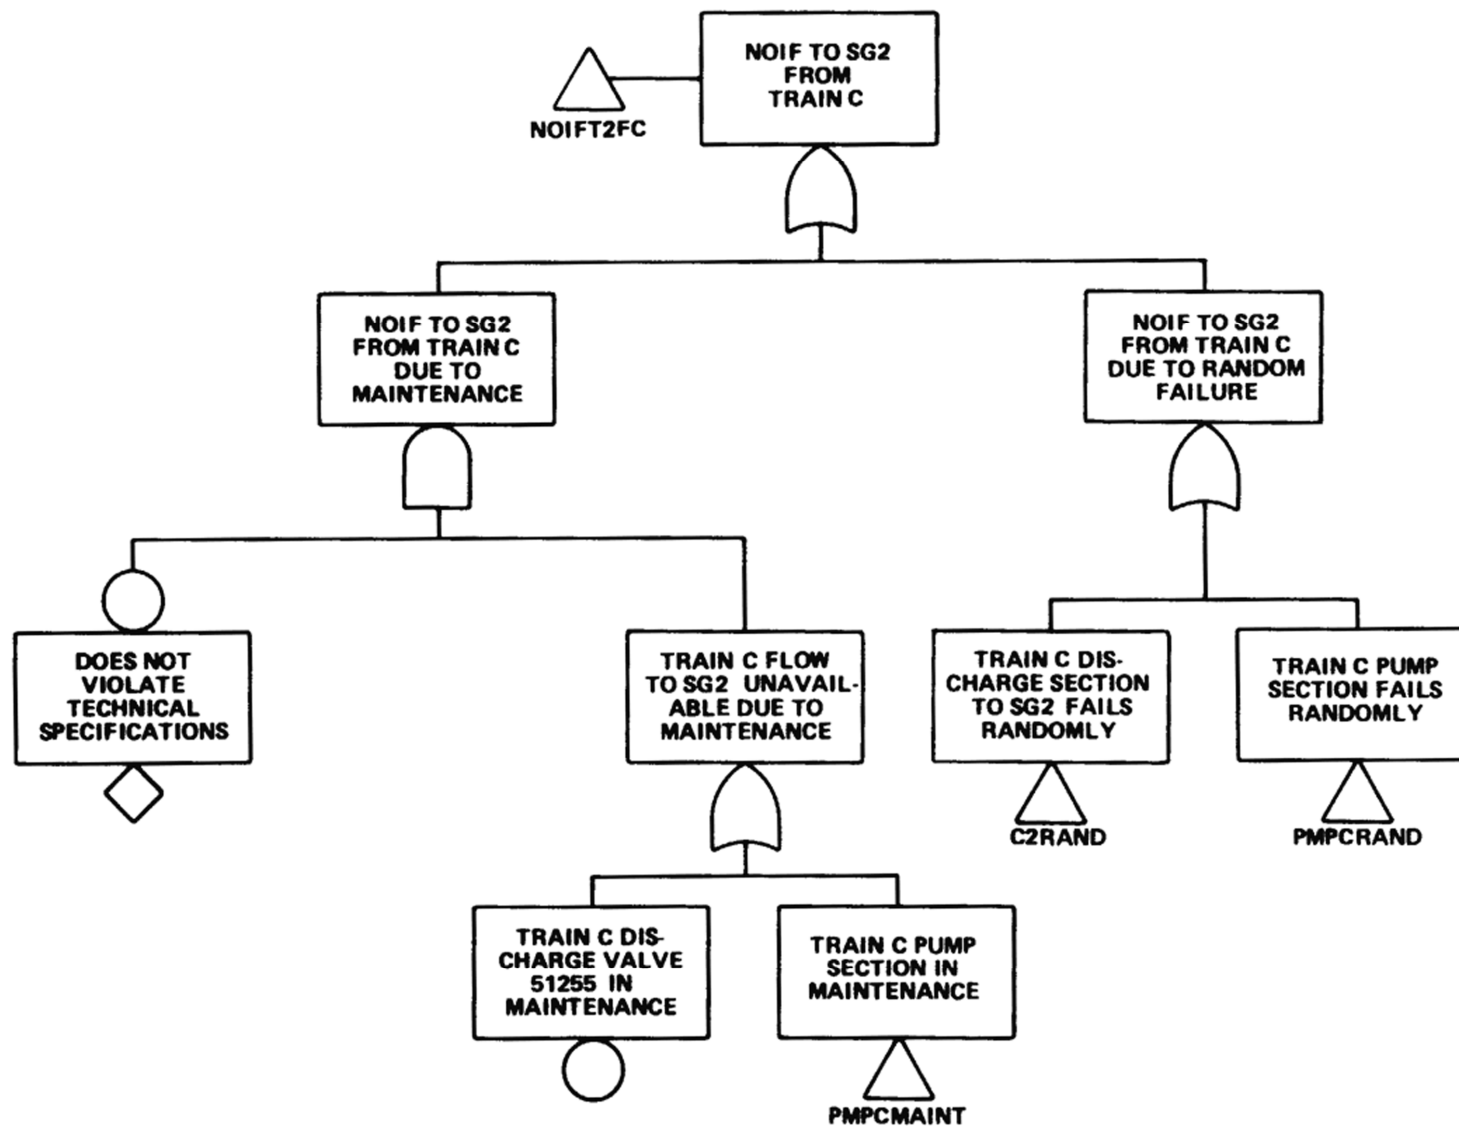 NOIF TO SG2
FROM
TRAIN C
NOIFT2FC
NOIF TO SG2
FROM TRAIN C
DUE TO
MAINTENANCE
NOIF TO SG2
FROM TRAIN C
DUE TO RANDOM
FAILURE
DOES NOT
VIOLATE
TECHNICAL
SPECIFICATIONS
TRAIN C FLOW
TO SG2 UNAVAIL-
ABLE DUE TO
MAINTENANCE
TRAIN C DIS-
CHARGE SECTION
TO SG2 FAILS
RANDOMLY
C2RAND
TRAIN C PUMP
SECTION FAILS
RANDOMLY
PMPCRAND
TRAIN C DIS-
CHARGE VALVE
51255 IN
MAINTENANCE
TRAIN C PUMP
SECTION IN
MAINTENANCE
PMPCMAINT